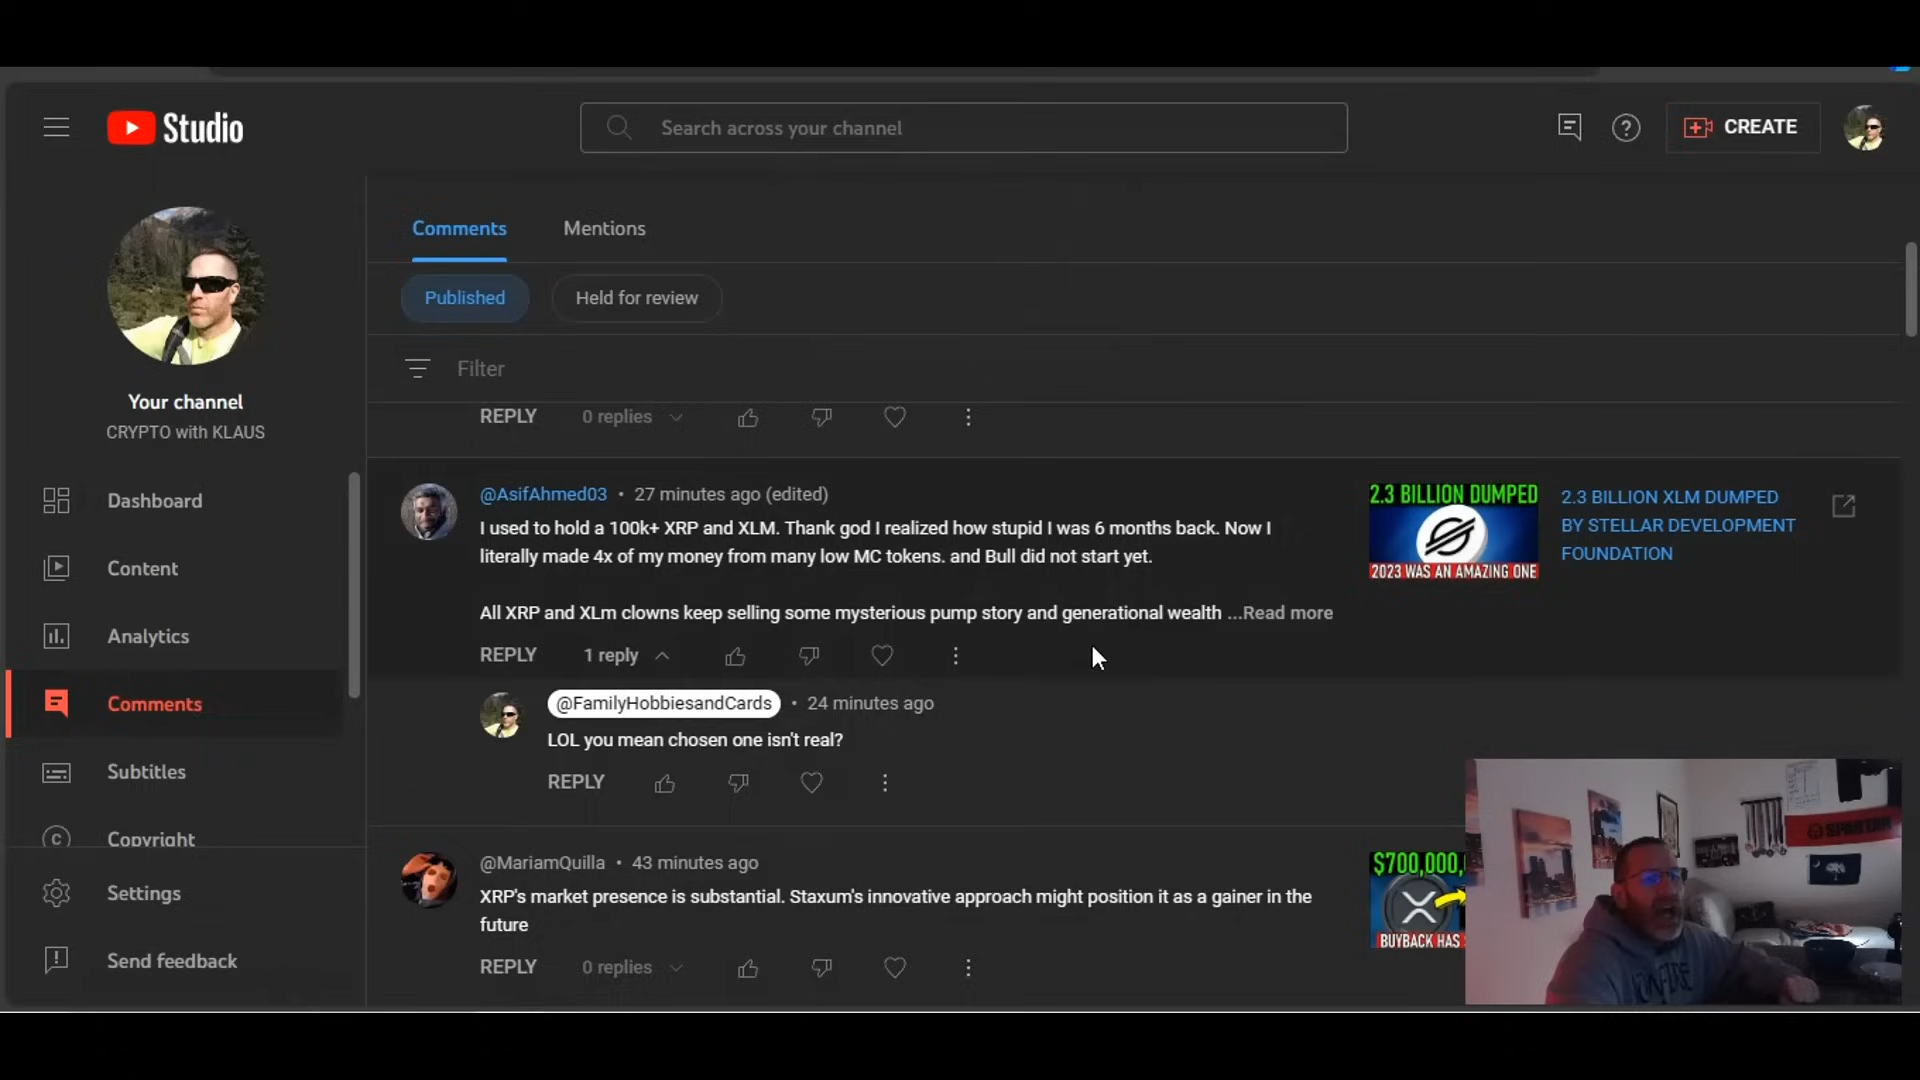 Studio
Search across your channel
CREATE
Your channel
CRYPTO with KLAUS
Dashboard
Content
Analytics
Comments
Subtitles
Copyright
Settings
Send feedback
Comments
Mentions
Published
Held for review
Filter
REPLY
0 replies
@AsifAhmed03 • 27 minutes ago (edited)
I used to hold a 100k+ XRP and XLM. Thank god I realized how stupid I was 6 months back. Now I
literally made 4x of my money from many low MC tokens. and Bull did not start yet.
All XRP and XLm clowns keep selling some mysterious pump story and generational wealth ...Read more
REPLY
1 reply
2.3 BILLION DUMPED
2023 WAS AN AMAZING ONE
2.3 BILLION XLM DUMPED
BY STELLAR DEVELOPMENT
FOUNDATION
@FamilyHobbiesandCards • 24 minutes ago
LOL you mean chosen one isn't real?
REPLY
@MariamQuilla • 43 minutes ago
XRP's market presence is substantial. Staxum's innovative approach might position it as a gainer in the
future
REPLY
0 replies
$700,000,
BUYBACK HAS
SPARTAN